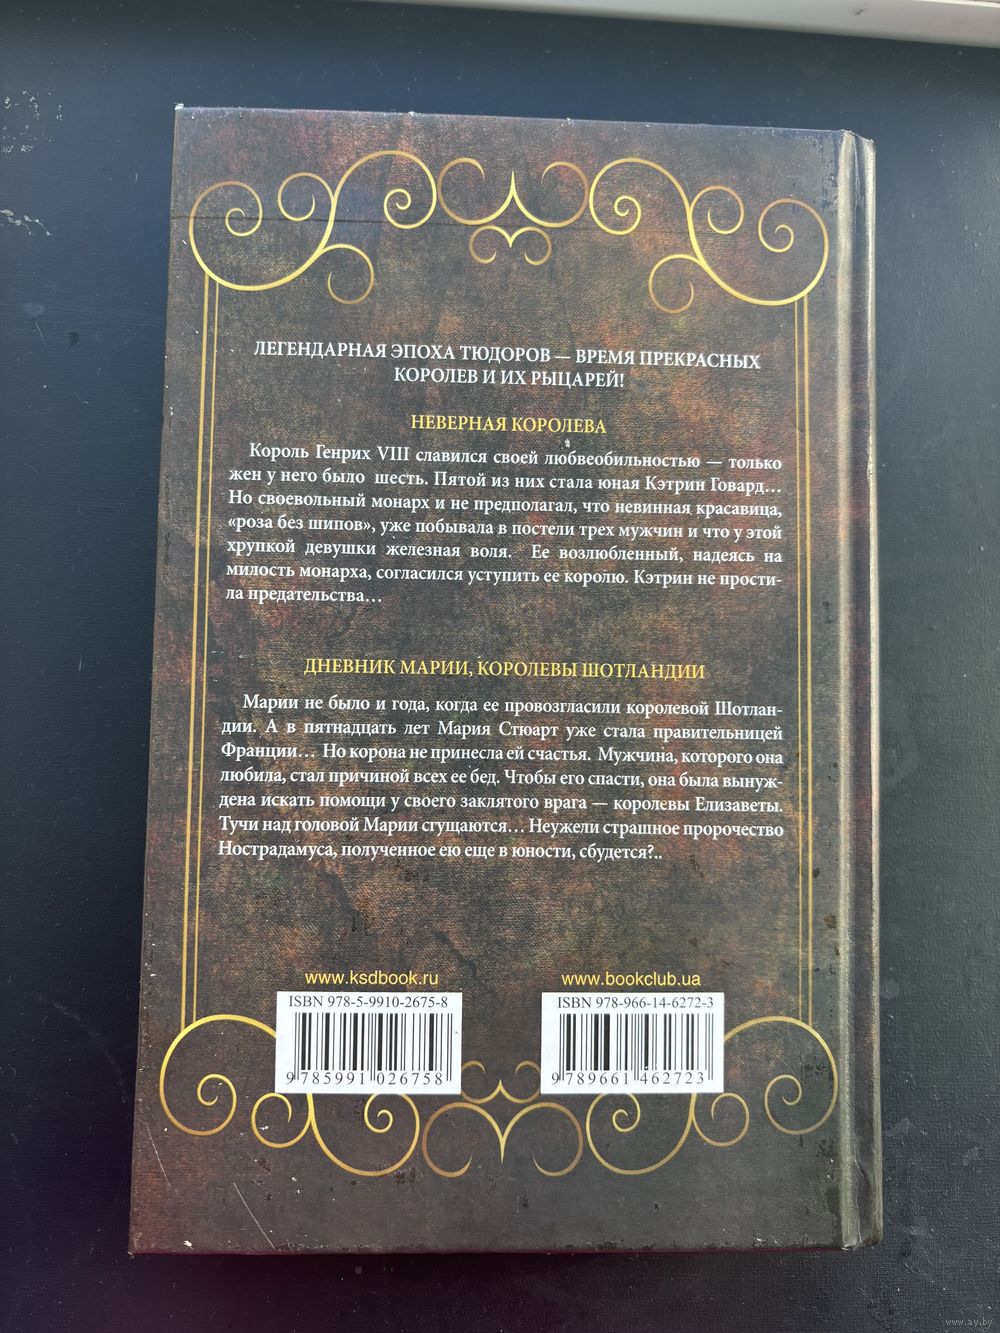 ЛЕГЕНДАРНАЯ ЭПОХА ТЮДОРОВ — ВРЕМЯ ПРЕКРАСНЫХ
КОРОЛЕВ И ИХ РЫЦАРЕЙ!
НЕВЕРНАЯ КОРОЛЕВА
Король Генрих VIII славился своей любвеобильностью — только
жен у него было шесть. Пятой из них стала юная Кэтрин Говард…
Но своевольный монарх и не предполагал, что невинная красавица,
«роза без шипов», уже побывала в постели трех мужчин и что у этой
хрупкой девушки железная воля. Ее возлюбленный, надеясь на
милость монарха, согласился уступить ее королю. Кэтрин не прости-
ла предательства…
ДНЕВНИК МАРИИ, КОРОЛЕВЫ ШОТЛАНДИИ
Марии не было и года, когда ее провозгласили королевой Шотлан-
дии. А в пятнадцать лет Мария Стюарт уже стала правительницей
Франции… Но корона не принесла ей счастья. Мужчина, которого она
любила, стал причиной всех ее бед. Чтобы его спасти, она была вынуж-
дена искать помощи у своего заклятого врага — королевы Елизаветы.
Тучи над головой Марии сгущаются… Неужели страшное пророчество
Нострадамуса, полученное ею еще в юности, сбудется?..
www.ksdbook.ru
ISBN 978-5-9910-2675-8
9 785991 026758
www.bookclub.ua
ISBN 978-966-14-6272-3
9 789661 462723
www.ay.by